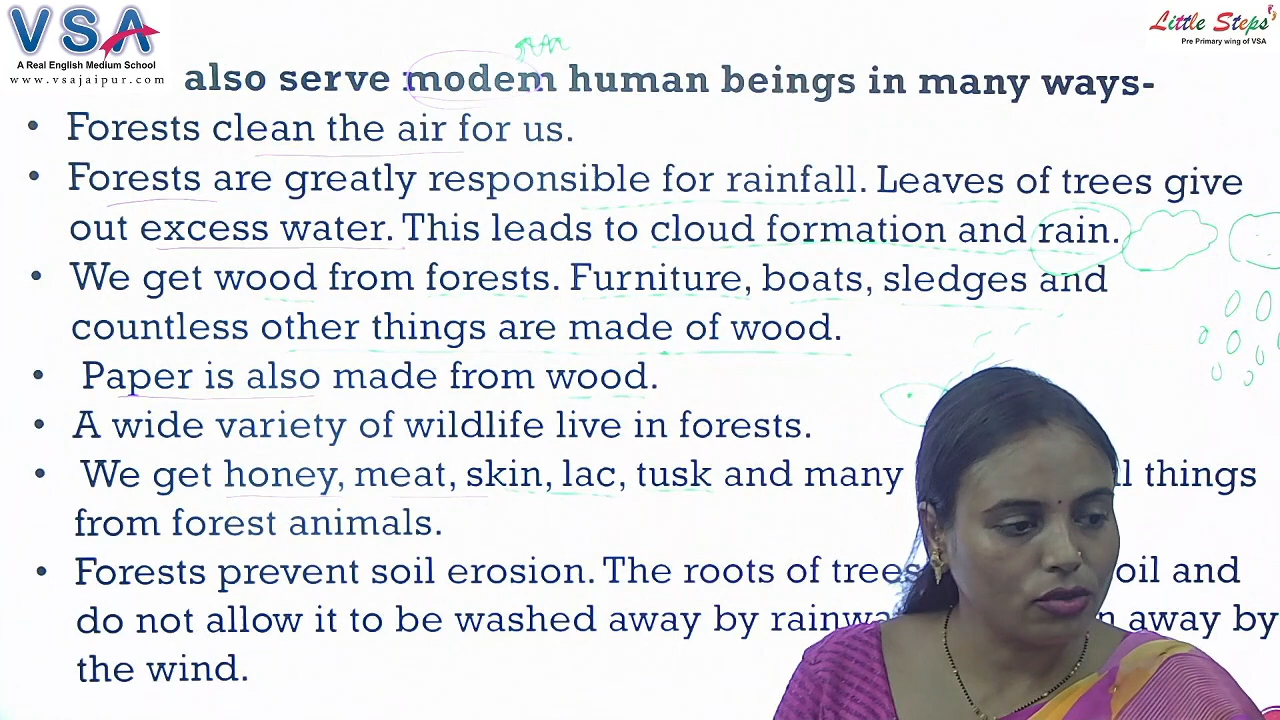 VSA
A Real English Medium School
www.vsajaipur.com
Little Steps
Pre Primary wing of VSA
also serve modem human beings in many ways-
• Forests clean the air for us.
• Forests are greatly responsible for rainfall. Leaves of trees give
out excess water. This leads to cloud formation and rain.
• We get wood from forests. Furniture, boats, sledges and
countless other things are made of wood.
• Paper is also made from wood.
• A wide variety of wildlife live in forests.
• We get honey, meat, skin, lac, tusk and many things
from forest animals.
• Forests prevent soil erosion. The roots of trees and
do not allow it to be washed away by away by
the wind.